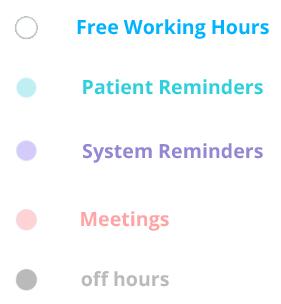 Free Working Hours
Patient Reminders
System Reminders
Meetings
off hours